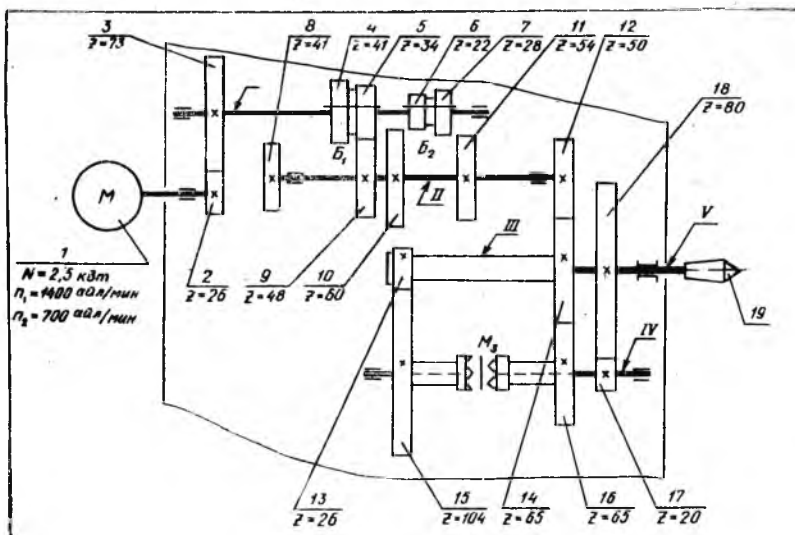 3
z=73
8
z=41
4
z=41
5
z=34
6
z=22
7
z=28
11
z=54
12
z=50
18
z=80
I
Б₁
Б₂
II
M
III
V
1
N=2,5 кВт
n₁=1400 айл/мин
n₂=700 айл/мин
2
z=26
9
z=48
10
z=60
19
M₃
IV
13
z=26
15
z=104
14
z=65
16
z=65
17
z=20